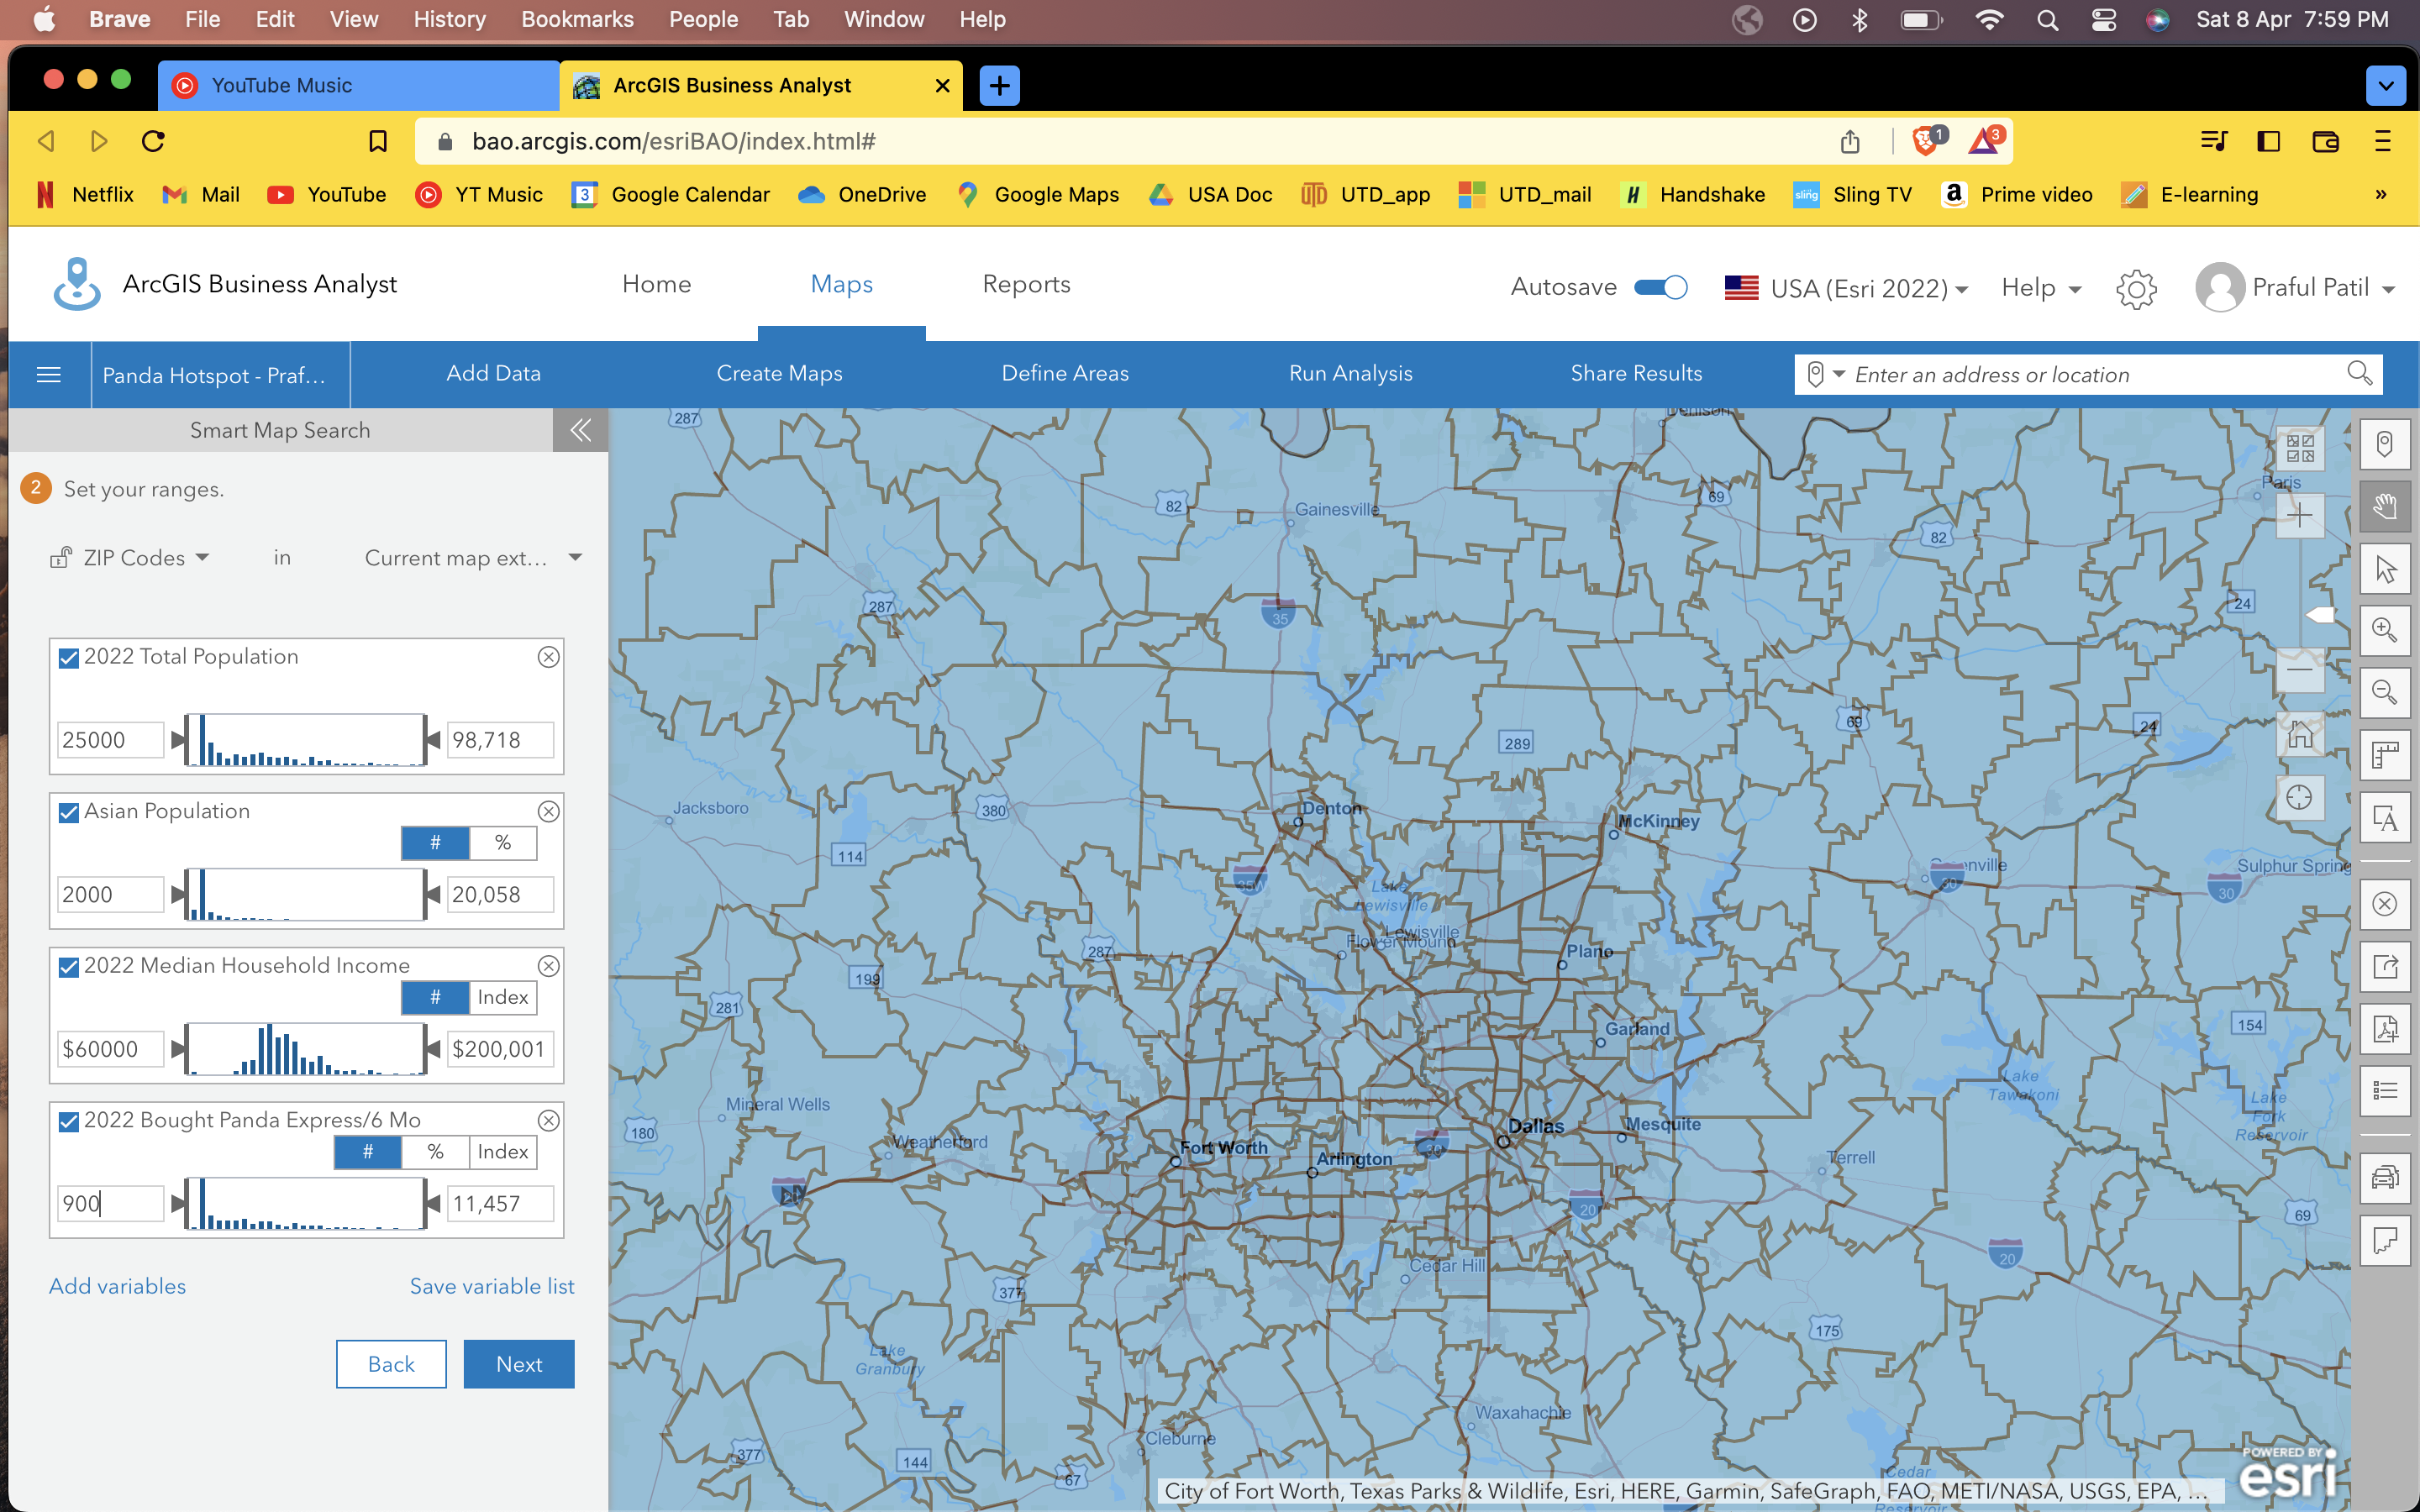 Brave File Edit View History Bookmarks People Tab Window Help Sat 8 Apr 7:59 PM
YouTube Music
ArcGIS Business Analyst
bao.arcgis.com/esriBAO/index.html#
1
3
Netflix Mail YouTube YT Music 3 Google Calendar OneDrive Google Maps USA Doc UTD_app UTD_mail Handshake sling Sling TV Prime video E-learning »
ArcGIS Business Analyst Home Maps Reports Autosave USA (Esri 2022) Help Praful Patil
Panda Hotspot - Praf... Add Data Create Maps Define Areas Run Analysis Share Results Enter an address or location
Smart Map Search
2 Set your ranges.
ZIP Codes in Current map ext...
2022 Total Population
25000 98,718
Asian Population
# %
2000 20,058
2022 Median Household Income
# Index
$60000 $200,001
2022 Bought Panda Express/6 Mo
# % Index
900 11,457
Add variables Save variable list
Back Next
287
Denison
Paris
82
Gainesville
69
82
287
35
24
289
69
24
Jacksboro
380
Denton
McKinney
114
35W
Lake
Lewisville
Greenville
30
Sulphur Spring
30
Lewisville
Flower Mound
287
Plano
199
281
Garland
154
Mineral Wells
Lake
Tawakoni
Lake
Fork
Reservoir
180
Weatherford
Fort Worth
Arlington
30
Dallas
Mesquite
Terrell
20
20
69
20
Cedar Hill
377
175
Lake
Granbury
Waxahachie
Cleburne
377
144
67
Cedar
Reservoir
POWERED BY
esri
City of Fort Worth, Texas Parks & Wildlife, Esri, HERE, Garmin, SafeGraph, FAO, METI/NASA, USGS, EPA, ...